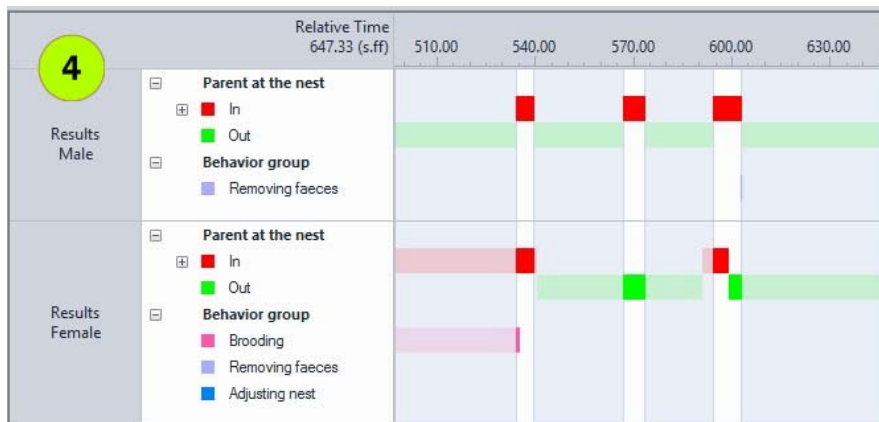 Relative Time
647.33 (s.ff) 510.00 540.00 570.00 600.00 630.00
4
Parent at the nest
In
Out
Results
Male
Behavior group
Removing faeces
Parent at the nest
In
Out
Results
Female
Behavior group
Brooding
Removing faeces
Adjusting nest